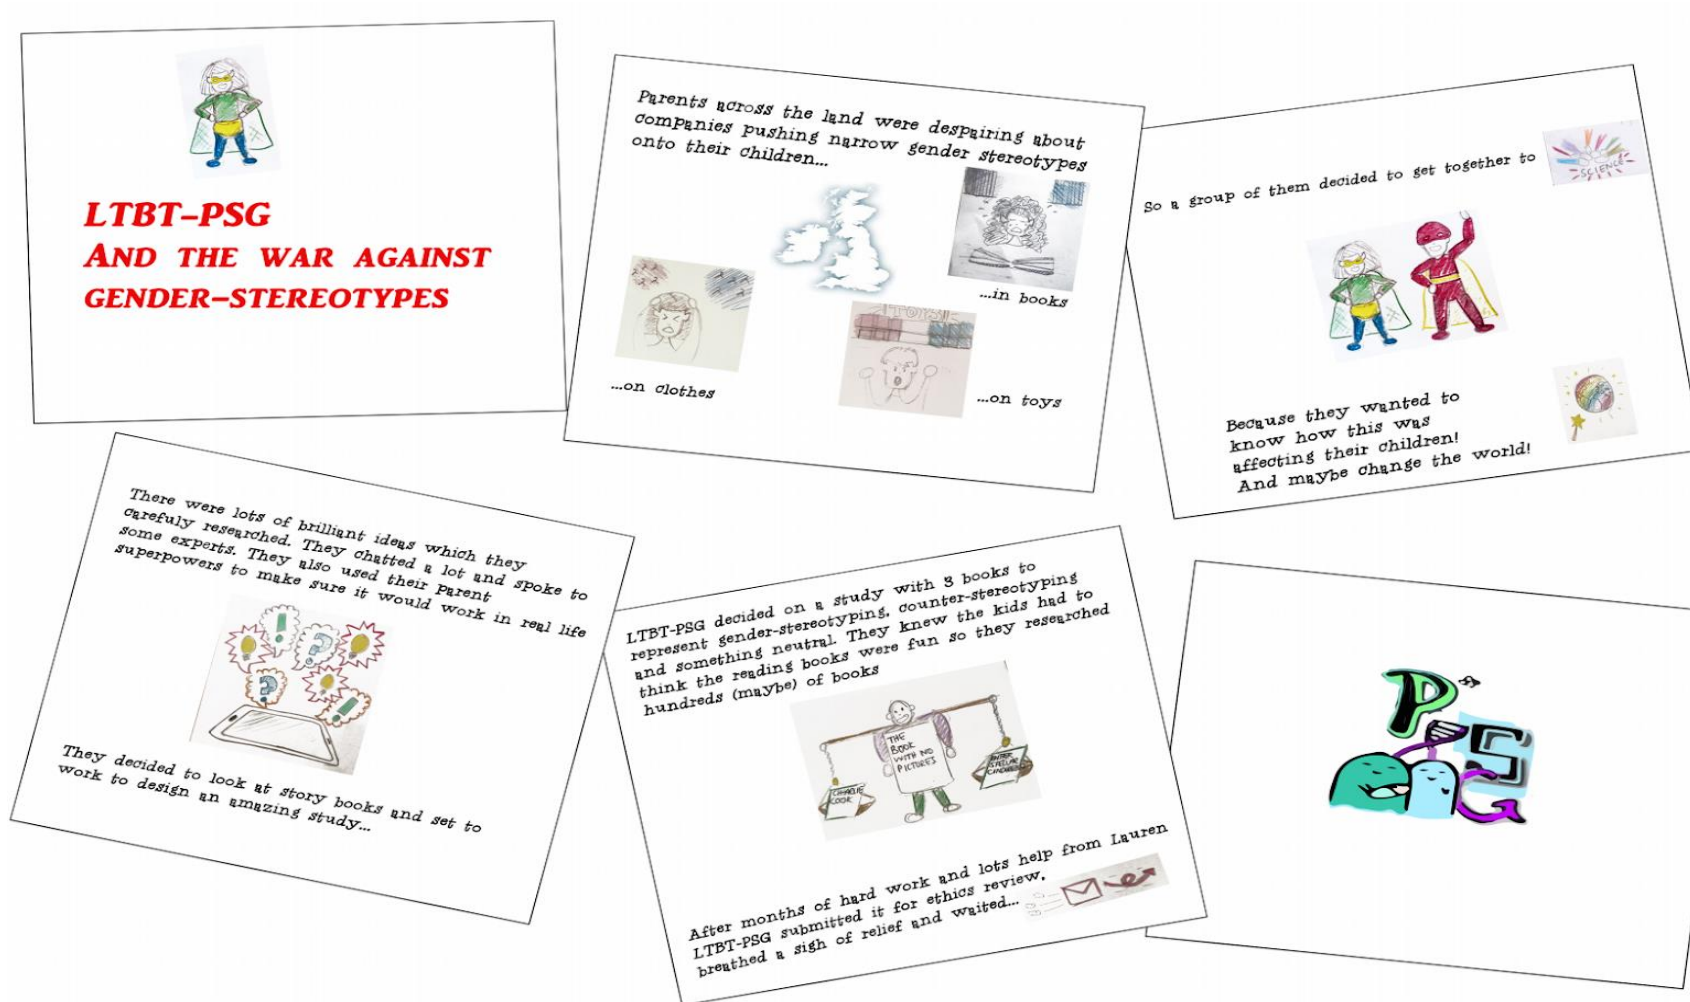 LTBT-PSG
AND THE WAR AGAINST
GENDER-STEREOTYPES
Parents across the land were despairing about
companies pushing narrow gender stereotypes
onto their children...
...in books
...on clothes
TOYS!!
...on toys
So a group of them decided to get together to
SCIENCE
Because they wanted to
know how this was
affecting their children!
And maybe change the world!
There were lots of brilliant ideas which they
carefuly researched. They chatted a lot and spoke to
some experts. They also used their parent
superpowers to make sure it would work in real life
They decided to look at story books and set to
work to design an amazing study...
LTBT-PSG decided on a study with 3 books to
represent gender-stereotyping, counter-stereotyping
and something neutral. They knew the kids had to
think the reading books were fun so they researched
hundreds (maybe) of books
THE
BOOK
WITH NO
PICTURES
CHARLIE
COOK
INTER
STELLAR
CINDERELLA
After months of hard work and lots help from Lauren
LTBT-PSG submitted it for ethics review,
breathed a sigh of relief and waited...
P
S
G